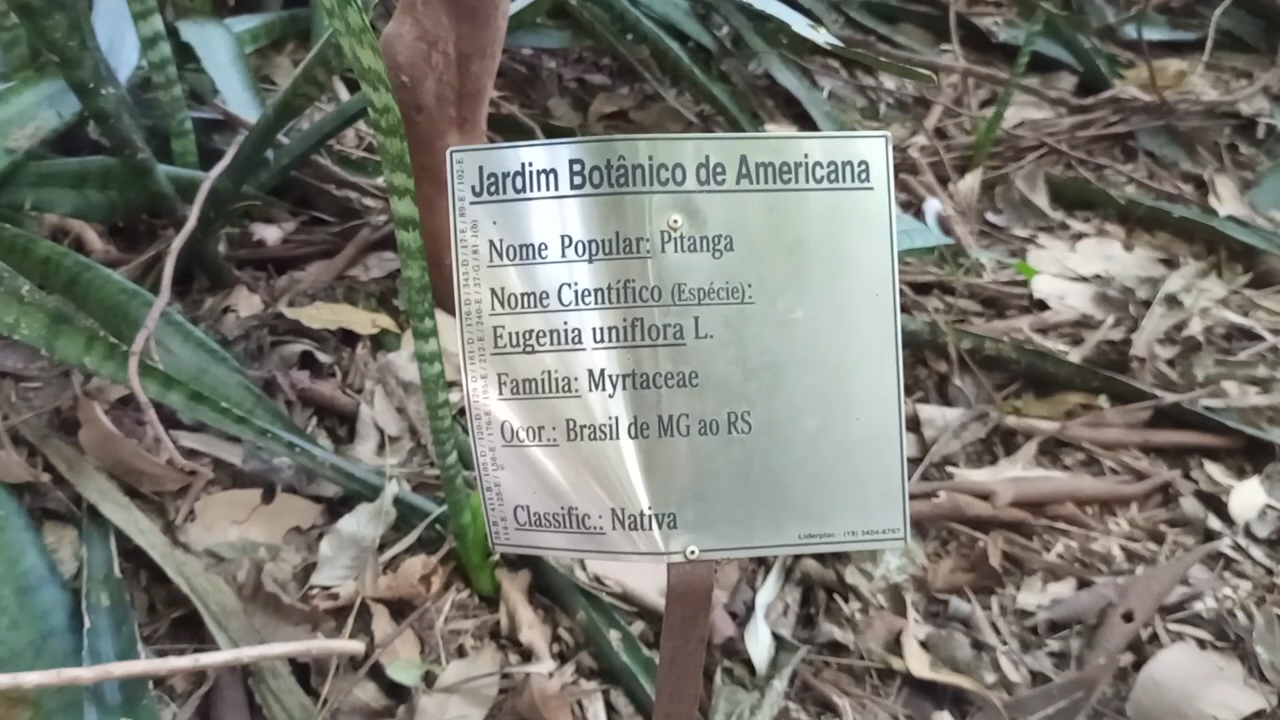 Jardim Botânico de Americana
Nome Popular: Pitanga
Nome Científico (Espécie):
Eugenia uniflora L.
Família: Myrtaceae
Ocor.: Brasil de MG ao RS
Classific.: Nativa